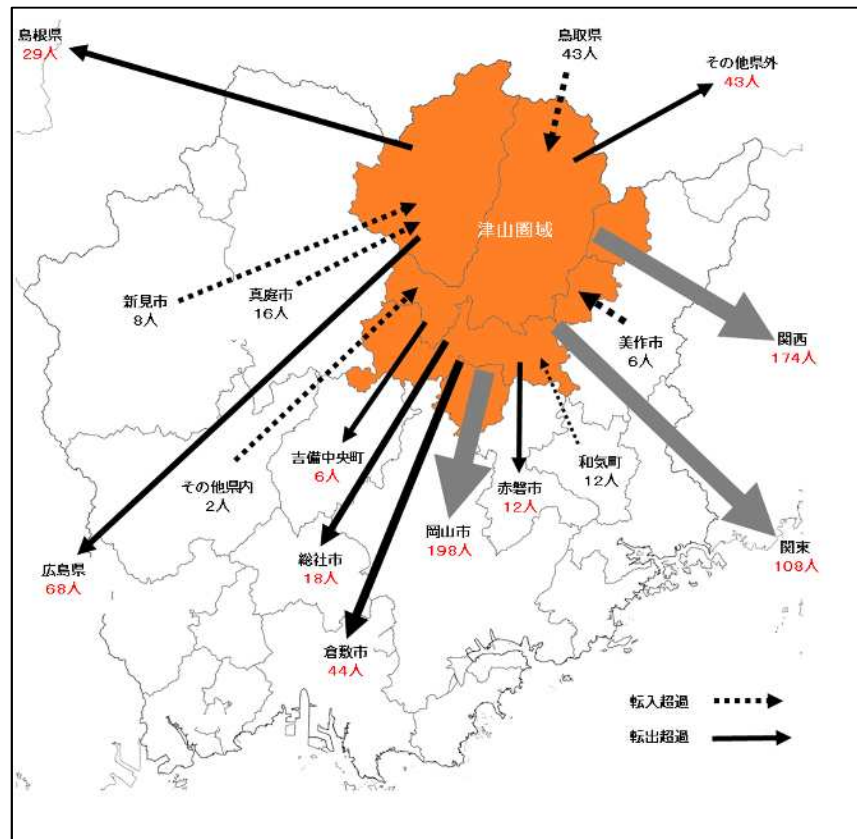 島根県
29人
鳥取県
43人
その他県外
43人
津山圏域
新見市
8人
真庭市
16人
美作市
6人
関西
174人
吉備中央町
6人
その他県内
2人
和気町
12人
赤磐市
12人
岡山市
198人
関東
108人
総社市
18人
広島県
68人
倉敷市
44人
転入超過
転出超過